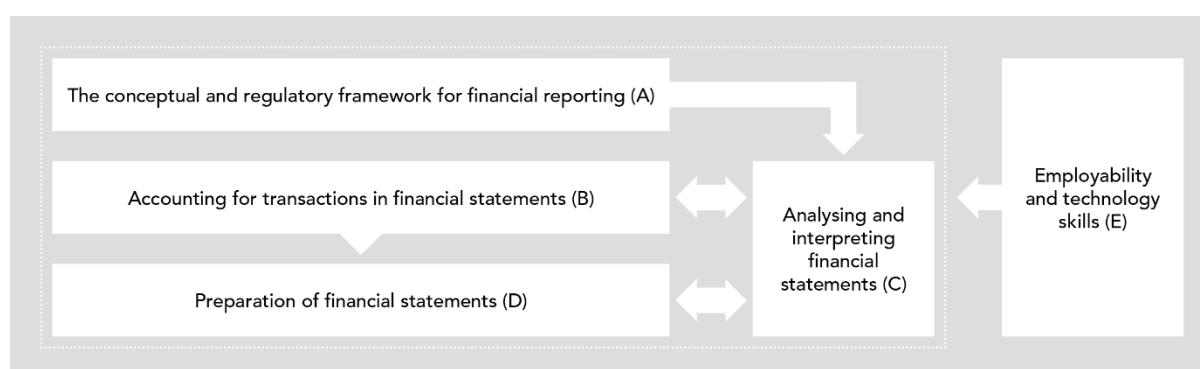 The conceptual and regulatory framework for financial reporting (A)
Accounting for transactions in financial statements (B)
Preparation of financial statements (D)
Analysing and
interpreting
financial
statements (C)
Employability
and technology
skills (E)